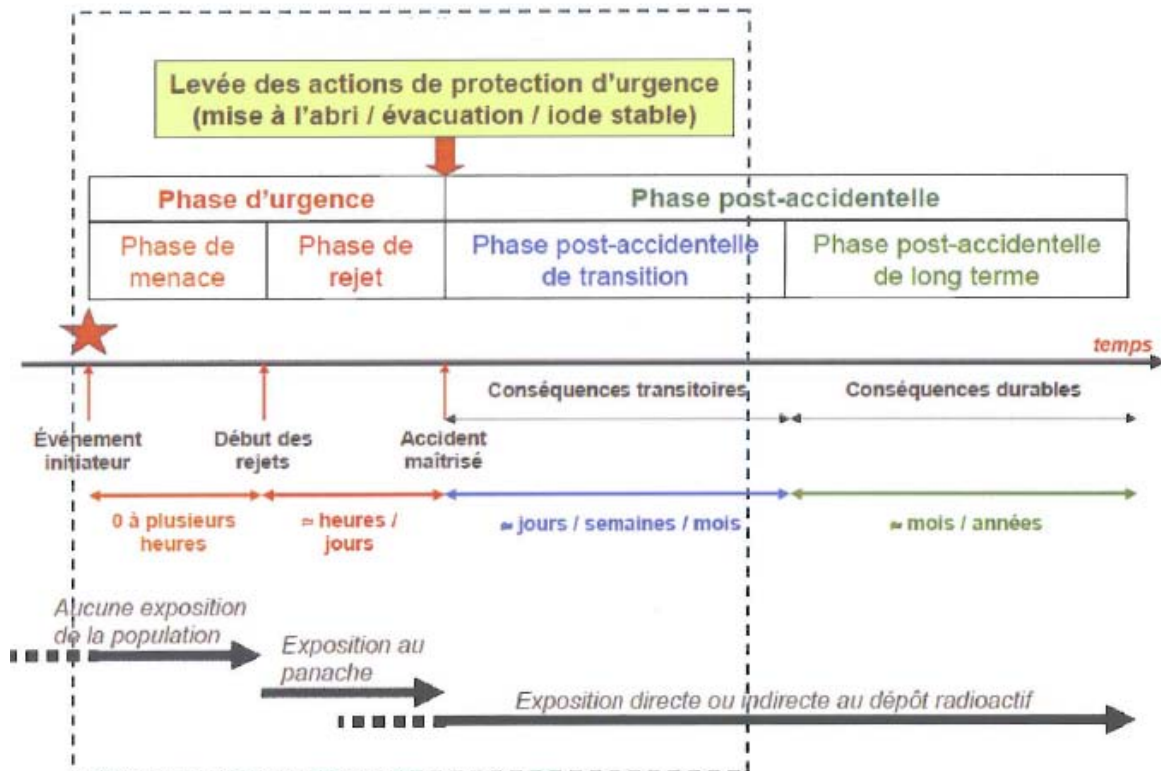 Levée des actions de protection d'urgence
(mise à l'abri / évacuation / iode stable)
Phase d'urgence
Phase post-accidentelle
Phase de
menace
Phase de
rejet
Phase post-accidentelle
de transition
Phase post-accidentelle
de long terme
temps
Conséquences transitoires
Conséquences durables
Événement
initiateur
Début des
rejets
Accident
maîtrisé
0 à plusieurs
heures
≈ heures /
jours
≈ jours / semaines / mois
≈ mois / années
Aucune exposition
de la population
Exposition au
panache
Exposition directe ou indirecte au dépôt radioactif